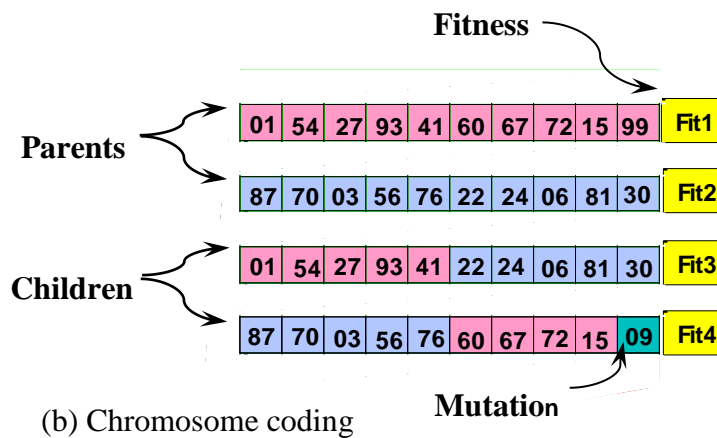 Fitness
01 54 27 93 41 60 67 72 15 99 Fit1
Parents
87 70 03 56 76 22 24 06 81 30 Fit2
01 54 27 93 41 22 24 06 81 30 Fit3
Children
87 70 03 56 76 60 67 72 15 09 Fit4
Mutation
(b) Chromosome coding